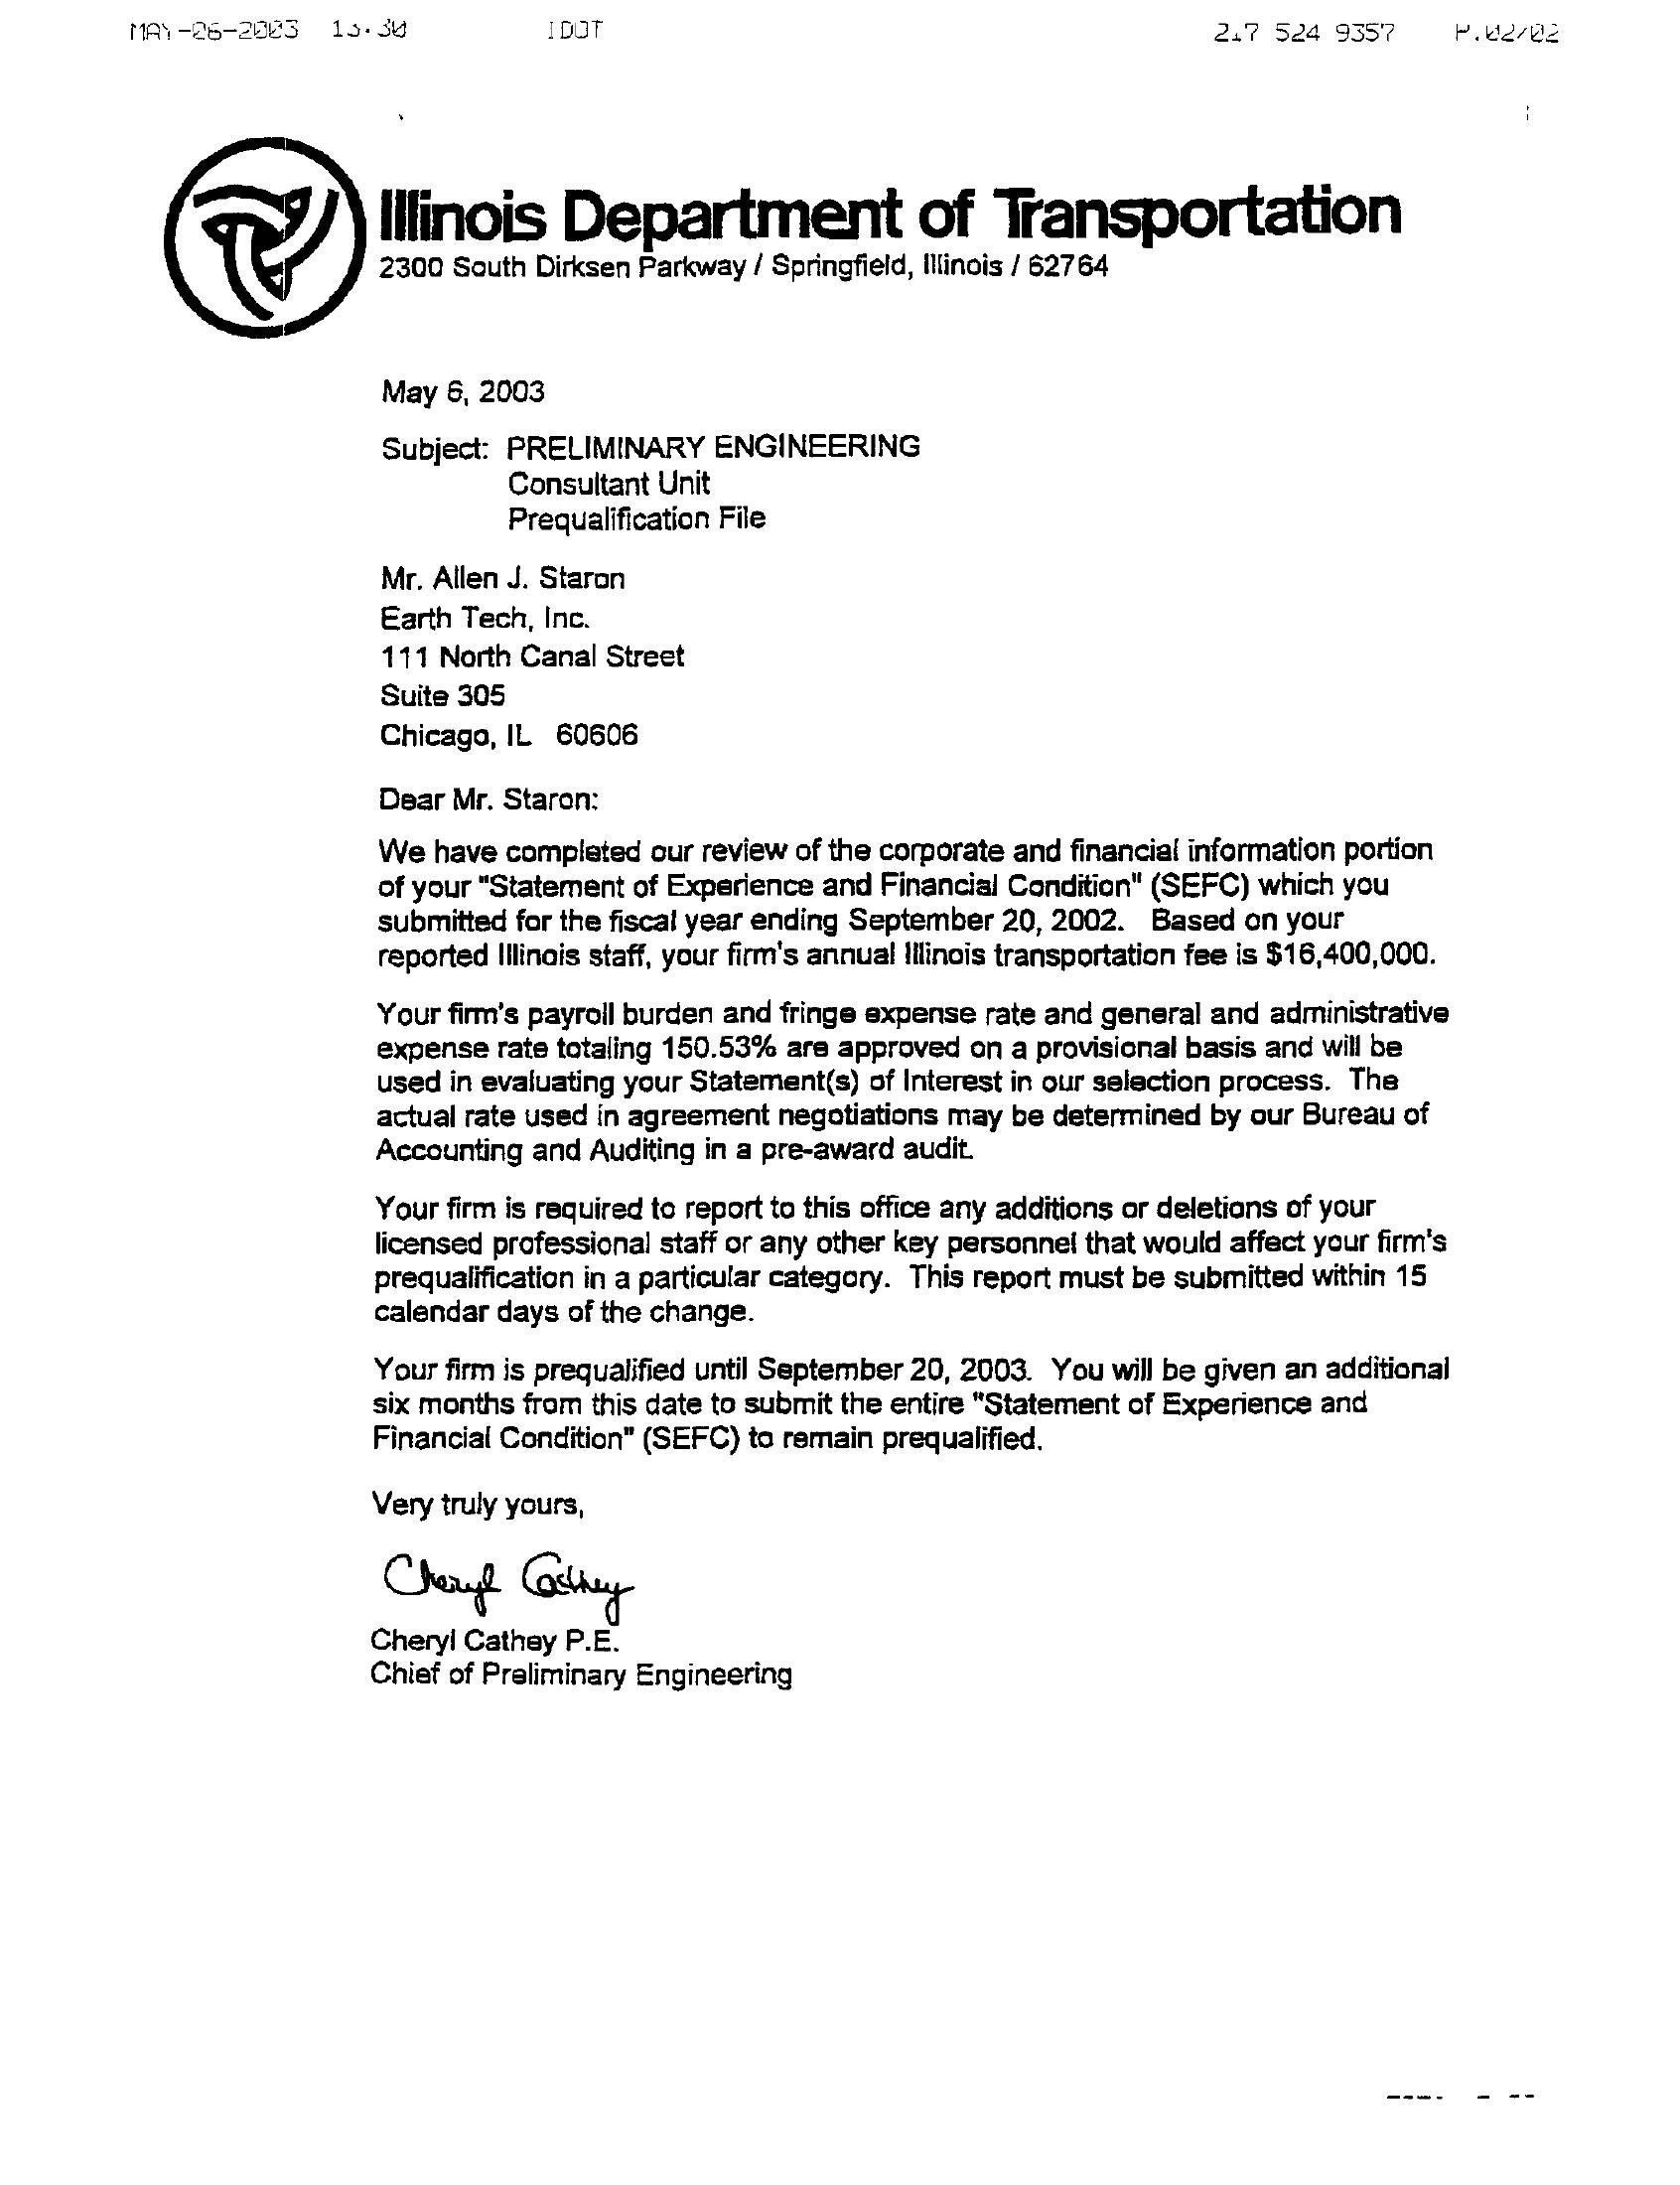 MAY-06-2003 13:30 IDOT 217 524 9357 P.02/02
Illinois Department of Transportation
2300 South Dirksen Parkway / Springfield, Illinois / 62764
May 6, 2003
Subject: PRELIMINARY ENGINEERING
Consultant Unit
Prequalification File
Mr. Allen J. Staron
Earth Tech, Inc.
111 North Canal Street
Suite 305
Chicago, IL 60606
Dear Mr. Staron:
We have completed our review of the corporate and financial information portion
of your "Statement of Experience and Financial Condition" (SEFC) which you
submitted for the fiscal year ending September 20, 2002. Based on your
reported Illinois staff, your firm's annual Illinois transportation fee is $16,400,000.
Your firm's payroll burden and fringe expense rate and general and administrative
expense rate totaling 150.53% are approved on a provisional basis and will be
used in evaluating your Statement(s) of Interest in our selection process. The
actual rate used in agreement negotiations may be determined by our Bureau of
Accounting and Auditing in a pre-award audit.
Your firm is required to report to this office any additions or deletions of your
licensed professional staff or any other key personnel that would affect your firm's
prequalification in a particular category. This report must be submitted within 15
calendar days of the change.
Your firm is prequalified until September 20, 2003. You will be given an additional
six months from this date to submit the entire "Statement of Experience and
Financial Condition" (SEFC) to remain prequalified.
Very truly yours,
Cheryl Cathey
Cheryl Cathey P.E.
Chief of Preliminary Engineering